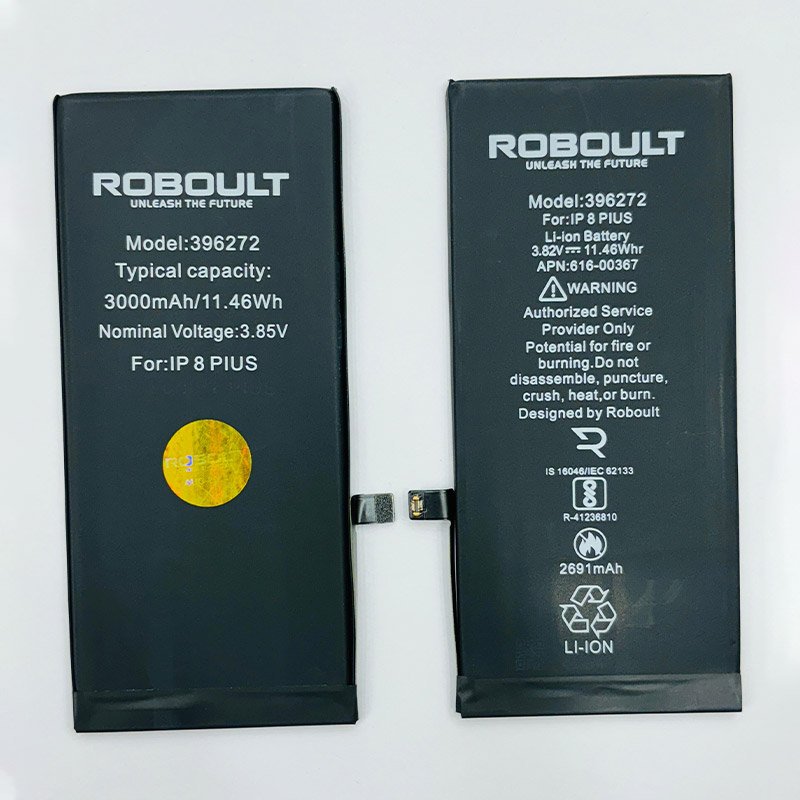 ROBOULT
UNLEASH THE FUTURE
Model:396272
Typical capacity:
3000mAh/11.46Wh
Nominal Voltage:3.85V
For:IP 8 PIUS
ROBOULT
UNLEASH THE FUTURE
Model:396272
For:IP 8 PIUS
Li-ion Battery
3.82V⎓ 11.46Whr
APN:616-00367
WARNING
Authorized Service
Provider Only
Potential for fire or
burning.Do not
disassemble, puncture,
crush, heat,or burn.
Designed by Roboult
IS 16046/IEC 62133
R-41236810
2691mAh
LI-ION